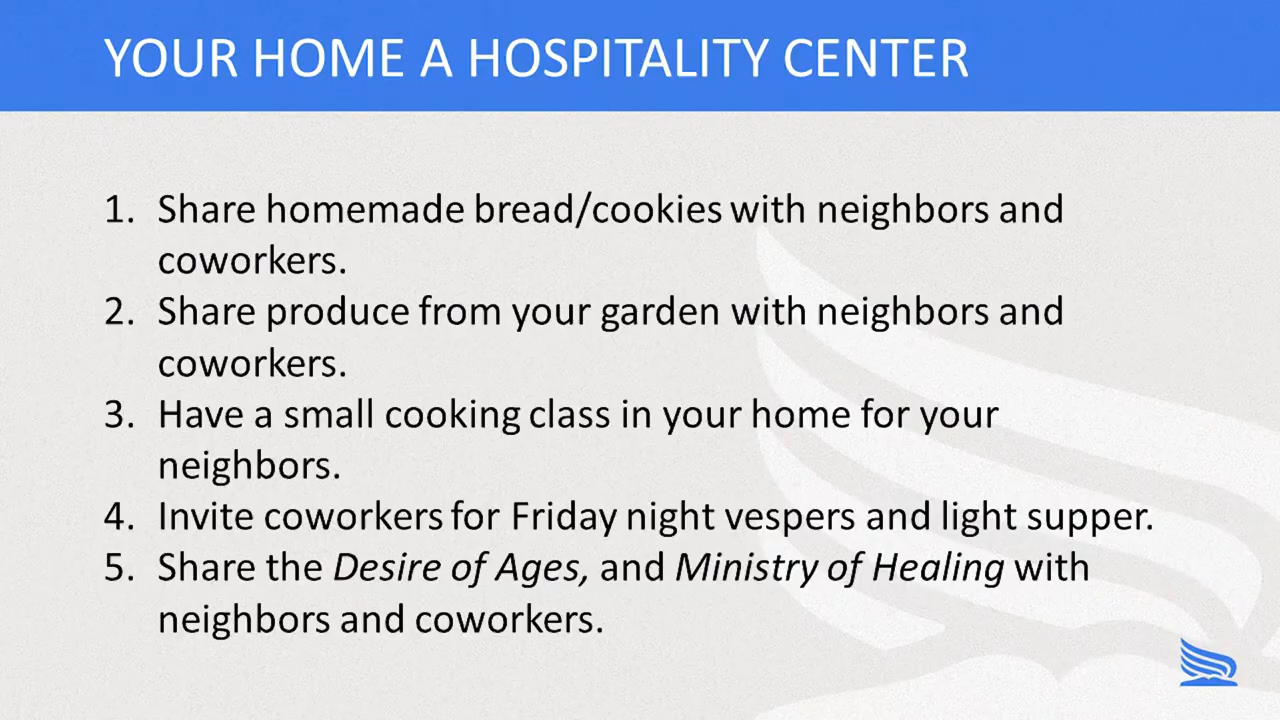 YOUR HOME A HOSPITALITY CENTER
1. Share homemade bread/cookies with neighbors and
coworkers.
2. Share produce from your garden with neighbors and
coworkers.
3. Have a small cooking class in your home for your
neighbors.
4. Invite coworkers for Friday night vespers and light supper.
5. Share the Desire of Ages, and Ministry of Healing with
neighbors and coworkers.